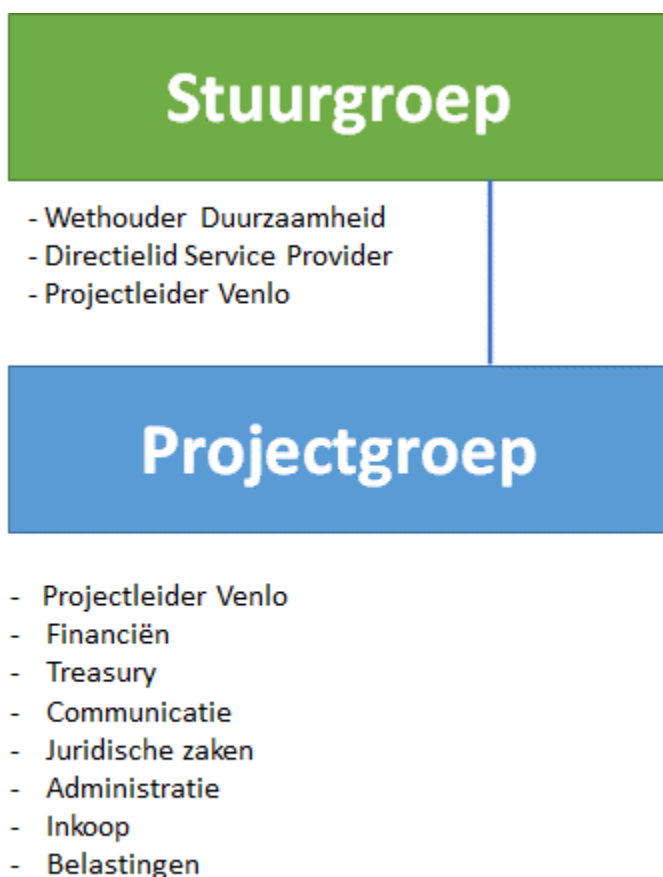 Stuurgroep
- Wethouder Duurzaamheid
- Directielid Service Provider
- Projectleider Venlo
Projectgroep
- Projectleider Venlo
- Financiën
- Treasury
- Communicatie
- Juridische zaken
- Administratie
- Inkoop
- Belastingen